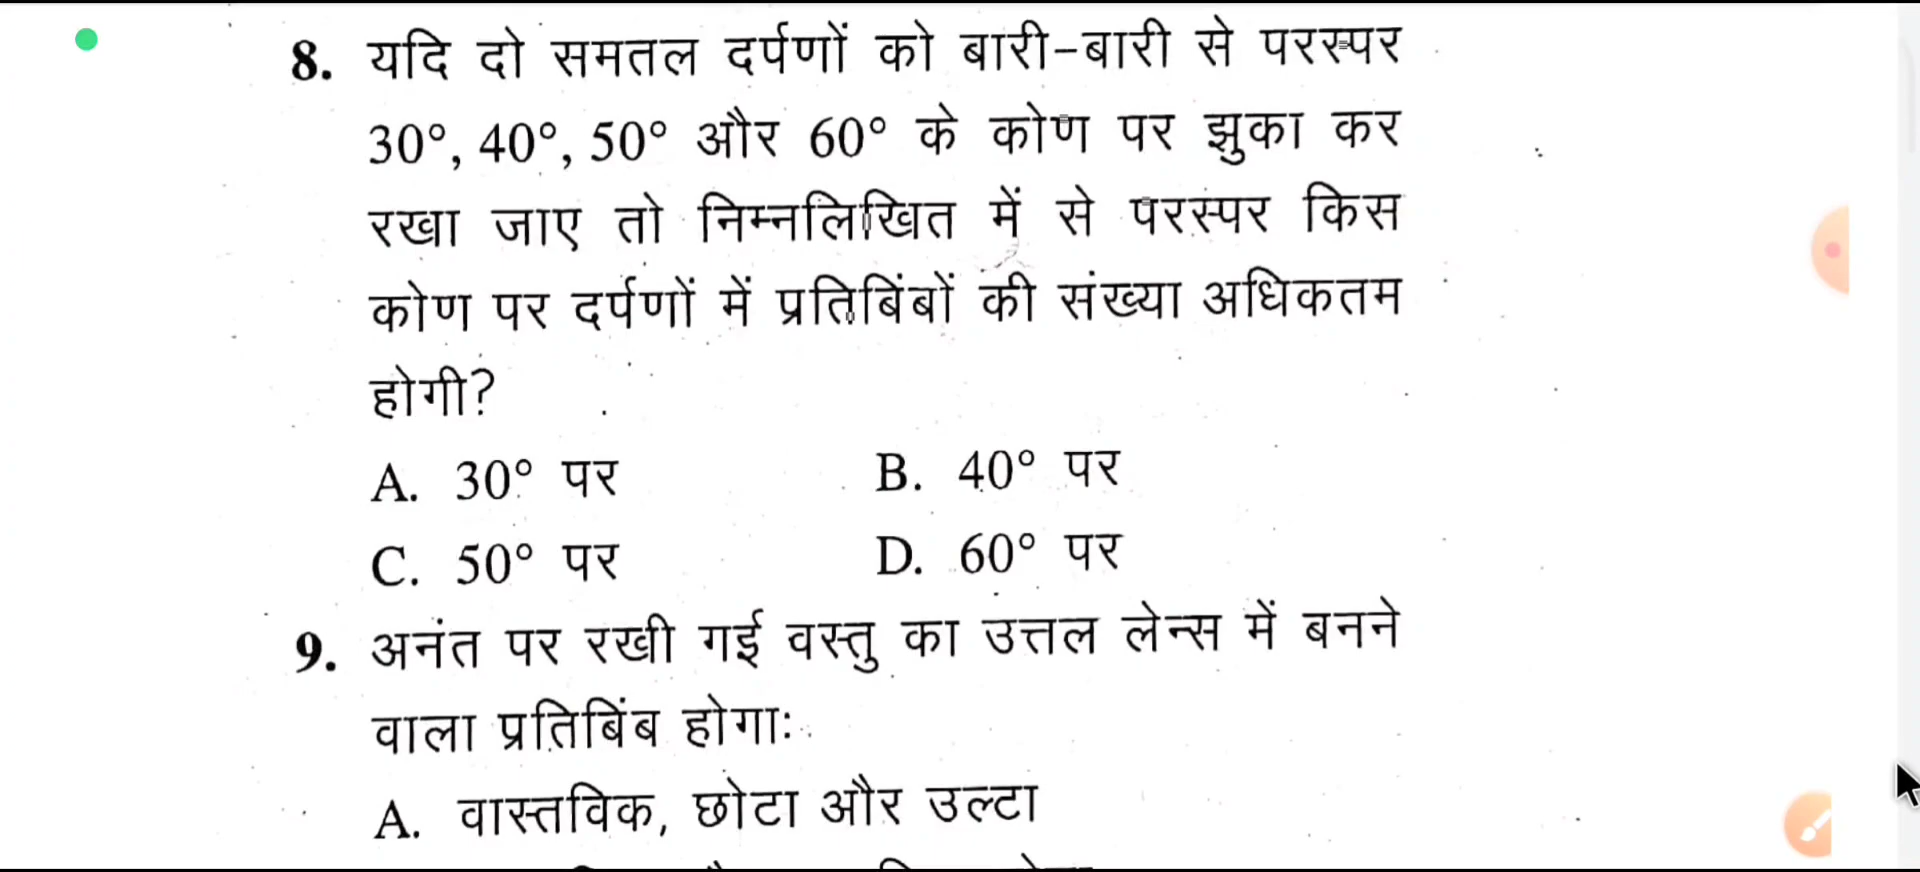 8. यदि दो समतल दर्पणों को बारी-बारी से परस्पर
30°, 40°, 50° और 60° के कोण पर झुका कर
रखा जाए तो निम्नलिखित में से परस्पर किस
कोण पर दर्पणों में प्रतिबिंबों की संख्या अधिकतम
होगी?
A. 30° पर B. 40° पर
C. 50° पर D. 60° पर
9. अनंत पर रखी गई वस्तु का उत्तल लेन्स में बनने
वाला प्रतिबिंब होगाः
A. वास्तविक, छोटा और उल्टा